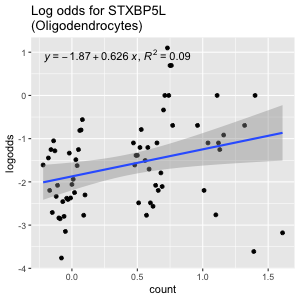 Log odds for STXBP5L
(Oligodendrocytes)
y = −1.87 + 0.626 x, R² = 0.09
logodds
1
0
-1
-2
-3
-4
0.0 0.5 1.0 1.5
count